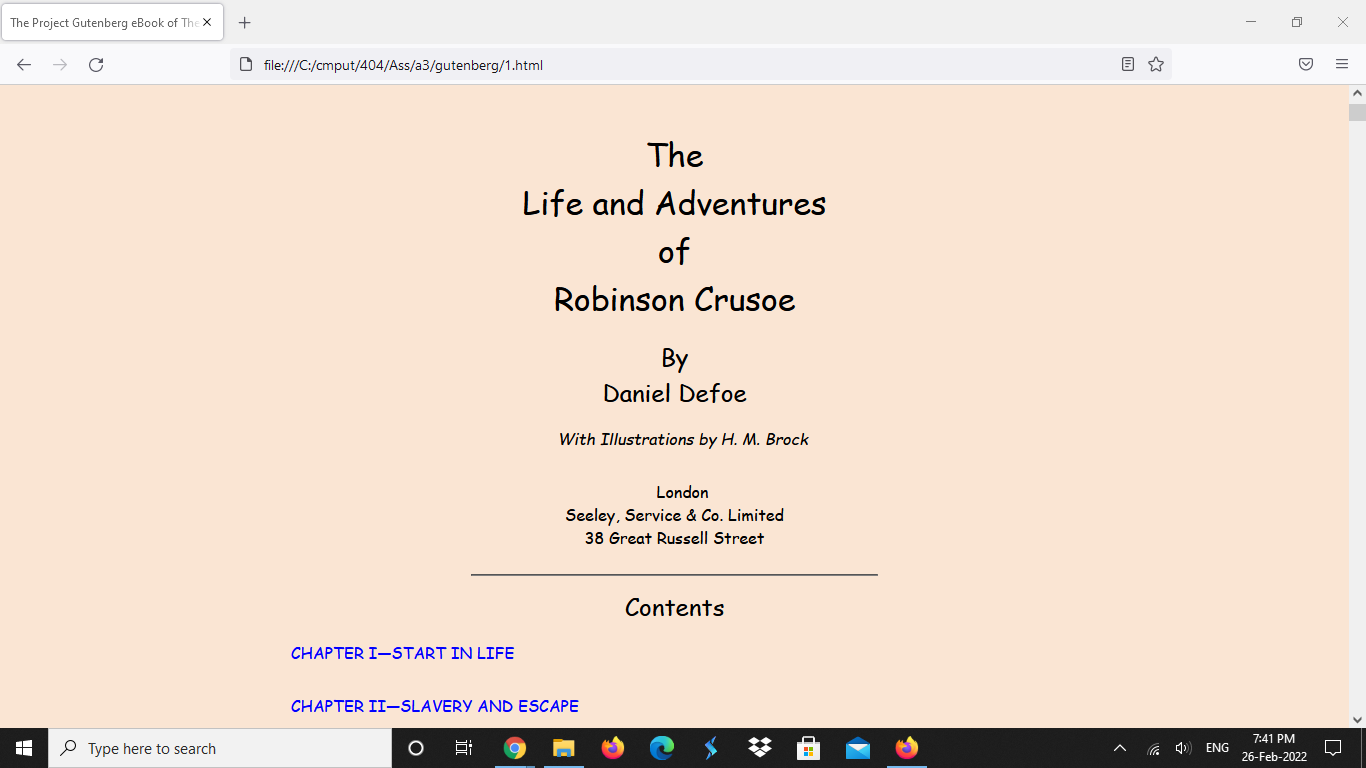 The Project Gutenberg eBook of The
file:///C:/cmput/404/Ass/a3/gutenberg/1.html
The
Life and Adventures
of
Robinson Crusoe
By
Daniel Defoe
With Illustrations by H. M. Brock
London
Seeley, Service & Co. Limited
38 Great Russell Street
Contents
CHAPTER I—START IN LIFE
CHAPTER II—SLAVERY AND ESCAPE
Type here to search
ENG
7:41 PM
26-Feb-2022